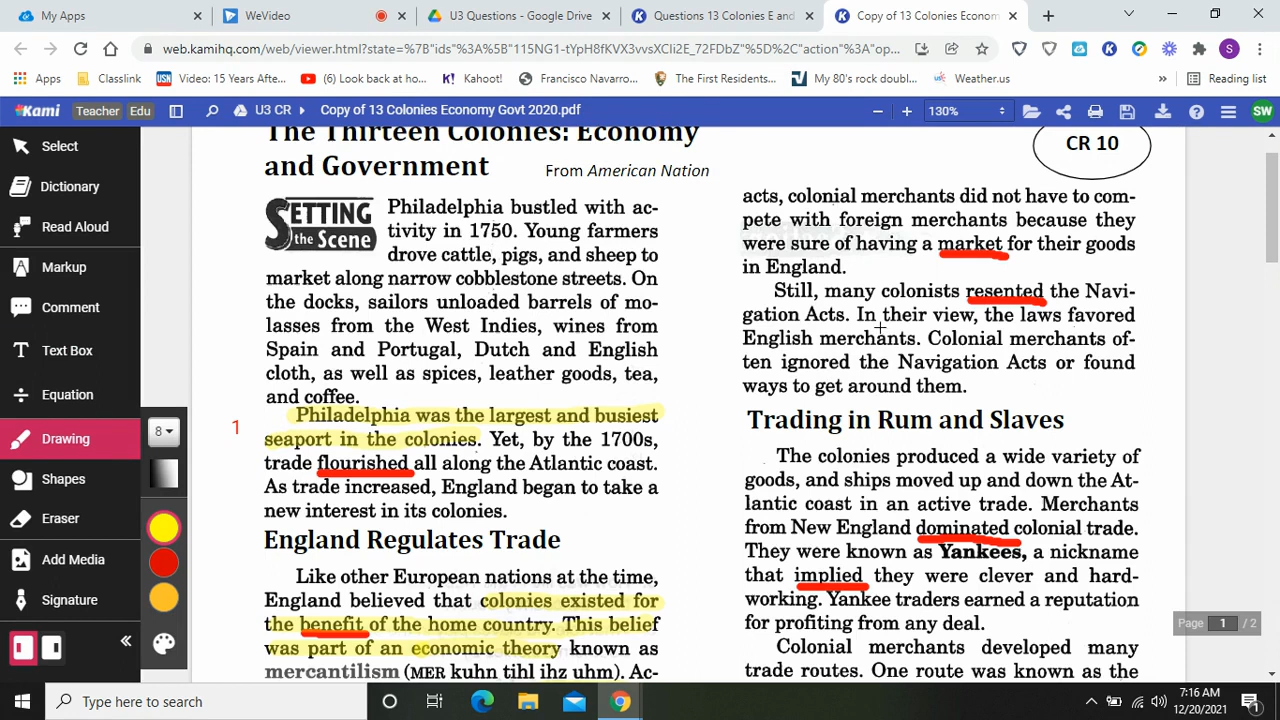 My Apps
WeVideo
U3 Questions - Google Drive
Questions 13 Colonies E and
Copy of 13 Colonies Econom
web.kamihq.com/web/viewer.html?state=%7B"ids"%3A%5B"115NG1-tYpH8fKVX3vvsXCIi2E_72FDbZ"%5D%2C"action"%3A"op...
S
Apps
Classlink
Video: 15 Years Afte...
(6) Look back at ho...
Kahoot!
Francisco Navarro...
The First Residents...
My 80's rock doubl...
Weather.us
»
Reading list
Kami
Teacher
Edu
U3 CR
Copy of 13 Colonies Economy Govt 2020.pdf
130%
SW
Select
Dictionary
Read Aloud
Markup
Comment
Text Box
Equation
Drawing
Shapes
Eraser
Add Media
Signature
8
The Thirteen Colonies: Economy
and Government
From American Nation
CR 10
SETTING
the Scene
Philadelphia bustled with ac-
tivity in 1750. Young farmers
drove cattle, pigs, and sheep to
market along narrow cobblestone streets. On
the docks, sailors unloaded barrels of mo-
lasses from the West Indies, wines from
Spain and Portugal, Dutch and English
cloth, as well as spices, leather goods, tea,
and coffee.
1
Philadelphia was the largest and busiest
seaport in the colonies. Yet, by the 1700s,
trade flourished all along the Atlantic coast.
As trade increased, England began to take a
new interest in its colonies.
England Regulates Trade
Like other European nations at the time,
England believed that colonies existed for
the benefit of the home country. This belief
was part of an economic theory known as
mercantilism (MER kuhn tihl ihz uhm). Ac-
acts, colonial merchants did not have to com-
pete with foreign merchants because they
were sure of having a market for their goods
in England.
Still, many colonists resented the Navi-
gation Acts. In their view, the laws favored
English merchants. Colonial merchants of-
ten ignored the Navigation Acts or found
ways to get around them.
Trading in Rum and Slaves
The colonies produced a wide variety of
goods, and ships moved up and down the At-
lantic coast in an active trade. Merchants
from New England dominated colonial trade.
They were known as Yankees, a nickname
that implied they were clever and hard-
working. Yankee traders earned a reputation
for profiting from any deal.
Colonial merchants developed many
trade routes. One route was known as the
Page 1 / 2
Type here to search
7:16 AM
12/20/2021